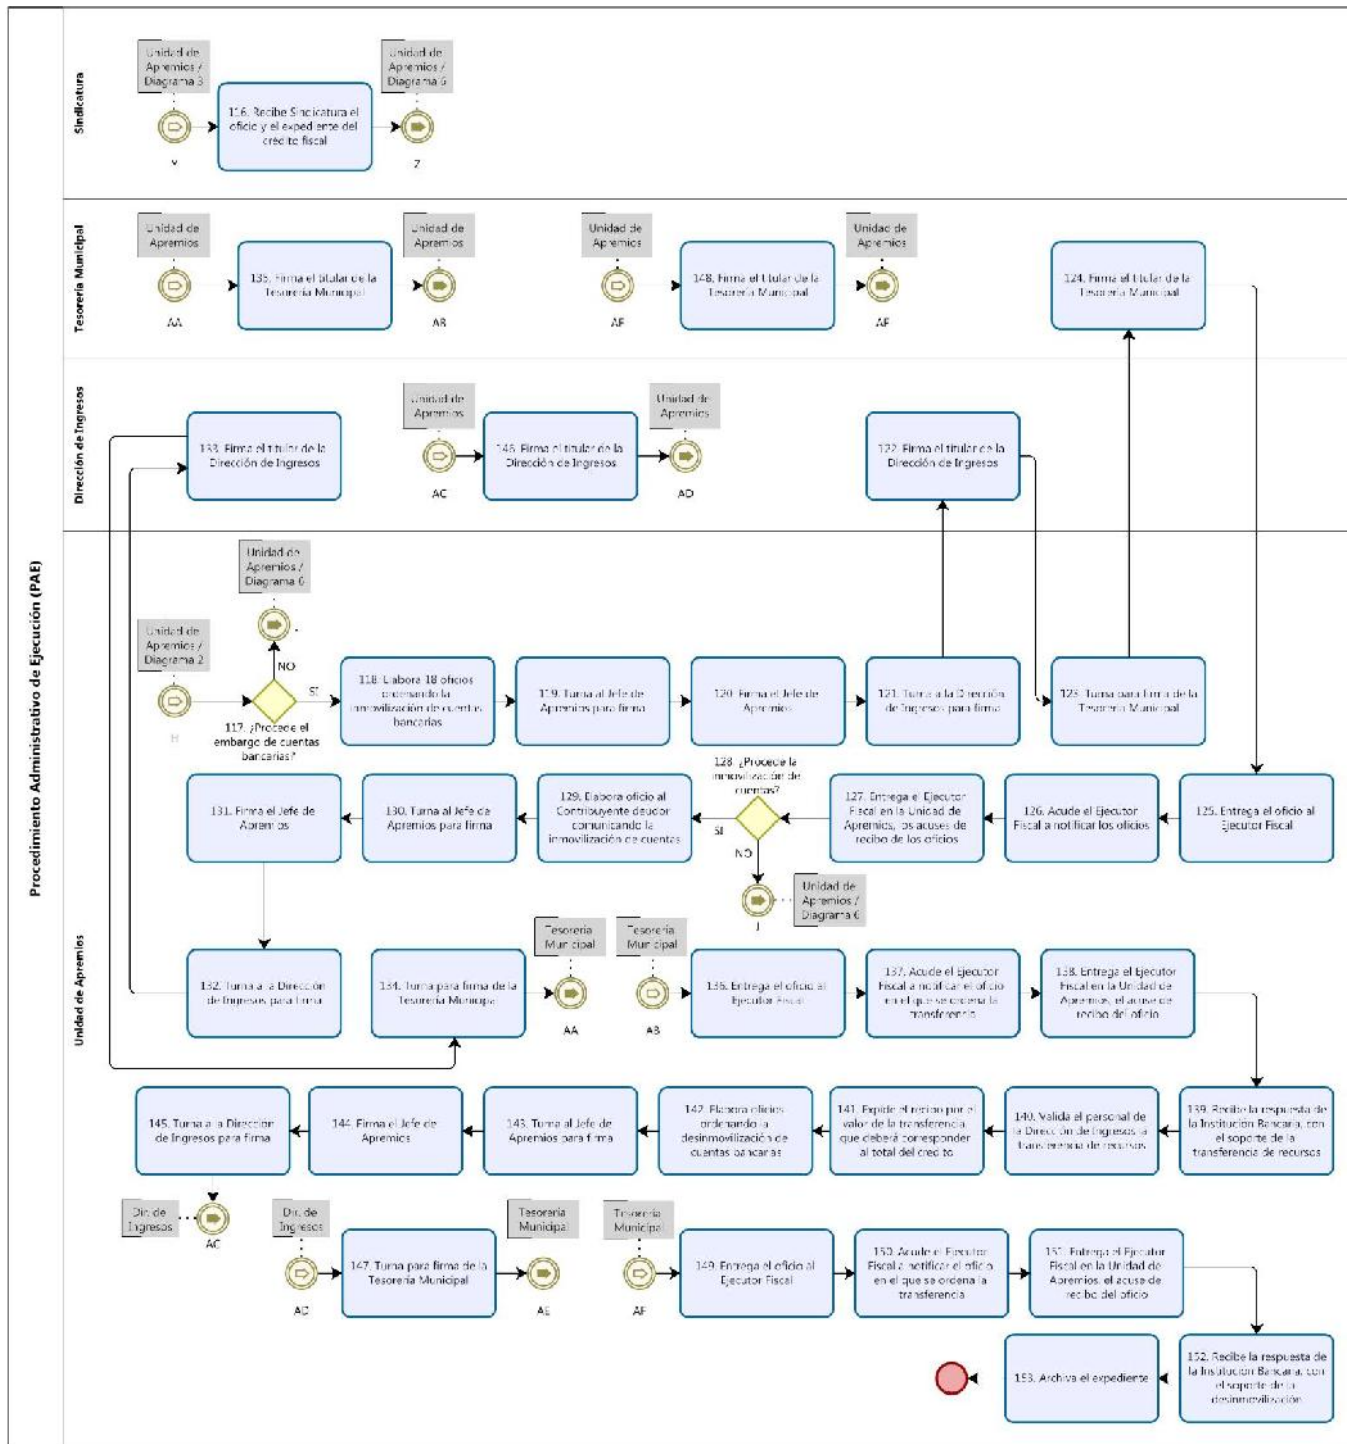 Procedimiento Administrativo de Ejecución (PAE)
Sindicatura
Unidad de
Apremios /
Diagrama 3
Y
116. Recibe Sindicatura el
oficio y el expediente del
crédito fiscal
Unidad de
Apremios /
Diagrama 6
Z
Tesorería Municipal
Unidad de
Apremios
AA
135. Firma el titular de la
Tesorería Municipal
Unidad de
Apremios
AB
Unidad de
Apremios
148. Firma el titular de la
Tesorería Municipal
Unidad de
Apremios
124. Firma el titular de la
Tesorería Municipal
Dirección de Ingresos
133. Firma el titular de la
Dirección de Ingresos
Unidad de
Apremios
AC
146. Firma el titular de la
Dirección de Ingresos
Unidad de
Apremios
AD
122. Firma el titular de la
Dirección de Ingresos
Unidad de Apremios
Unidad de
Apremios /
Diagrama 6
Unidad de
Apremios /
Diagrama 2
H
NO
SI
117. ¿Procede el
embargo de cuentas
bancarias?
118. Elabora 18 oficios
ordenando la
inmovilización de cuentas
bancarias
119. Turna al Jefe de
Apremios para firma
120. Firma el Jefe de
Apremios
121. Turna a la Dirección
de Ingresos para firma
123. Turna para firma de la
Tesorería Municipal
131. Firma el Jefe de
Apremios
130. Turna al Jefe de
Apremios para firma
129. Elabora oficio al
Contribuyente deudor
comunicando la
inmovilización de cuentas
128. ¿Procede la
inmovilización de
cuentas?
SI
NO
J
Unidad de
Apremios /
Diagrama 6
127. Entrega el Ejecutor
Fiscal en la Unidad de
Apremios, los acuses de
recibo de los oficios
126. Acude el Ejecutor
Fiscal a notificar los oficios
125. Entrega el oficio al
Ejecutor Fiscal
132. Turna a la Dirección
de Ingresos para firma
134. Turna para firma de la
Tesorería Municipal
Tesorería
Municipal
AA
Tesorería
Municipal
AB
136. Entrega el oficio al
Ejecutor Fiscal
137. Acude el Ejecutor
Fiscal a notificar el oficio
en el que se ordena la
transferencia
138. Entrega el Ejecutor
Fiscal en la Unidad de
Apremios, el acuse de
recibo del oficio
145. Turna a la Dirección
de Ingresos para firma
144. Firma el Jefe de
Apremios
143. Turna al Jefe de
Apremios para firma
142. Elabora oficios
ordenando la
desinmovilización de
cuentas bancarias
141. Expide el recibo por el
valor de la transferencia
que deberá corresponder
al total del credito
140. Valida el personal de
la Dirección de Ingresos la
transferencia de recursos
139. Recibe la respuesta de
la Institución Bancaria, con
el soporte de la
transferencia de recursos
Dir. de
Ingresos
AC
Dir. de
Ingresos
AD
147. Turna para firma de la
Tesorería Municipal
Tesorería
Municipal
AE
Tesorería
Municipal
AF
149. Entrega el oficio al
Ejecutor Fiscal
150. Acude el Ejecutor
Fiscal a notificar el oficio
en el que se ordena la
transferencia
151. Entrega el Ejecutor
Fiscal en la Unidad de
Apremios, el acuse de
recibo del oficio
153. Archiva el expediente
152. Recibe la respuesta de
la Institución Bancaria, con
el soporte de la
desinmovilización